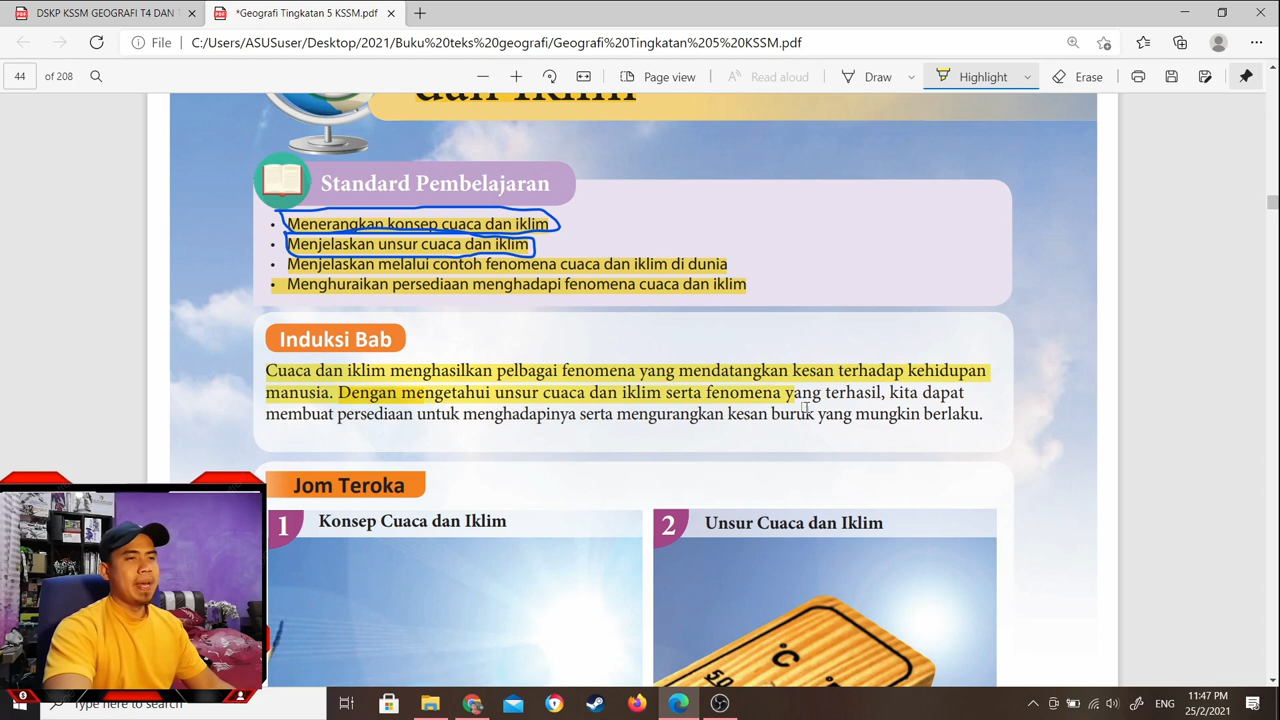 DSKP KSSM GEOGRAFI T4 DAN
*Geografi Tingkatan 5 KSSM.pdf
File
C:/Users/ASUSuser/Desktop/2021/Buku%20teks%20geografi/Geografi%20Tingkatan%205%20KSSM.pdf
44 of 208
Page view
Read aloud
Draw
Highlight
Erase
dan Iklim
Standard Pembelajaran
• Menerangkan konsep cuaca dan iklim
• Menjelaskan unsur cuaca dan iklim
• Menjelaskan melalui contoh fenomena cuaca dan iklim di dunia
• Menghuraikan persediaan menghadapi fenomena cuaca dan iklim
Induksi Bab
Cuaca dan iklim menghasilkan pelbagai fenomena yang mendatangkan kesan terhadap kehidupan
manusia. Dengan mengetahui unsur cuaca dan iklim serta fenomena yang terhasil, kita dapat
membuat persediaan untuk menghadapinya serta mengurangkan kesan buruk yang mungkin berlaku.
Jom Teroka
1 Konsep Cuaca dan Iklim
2 Unsur Cuaca dan Iklim
°C
50
Type here to search
ENG
11:47 PM
25/2/2021